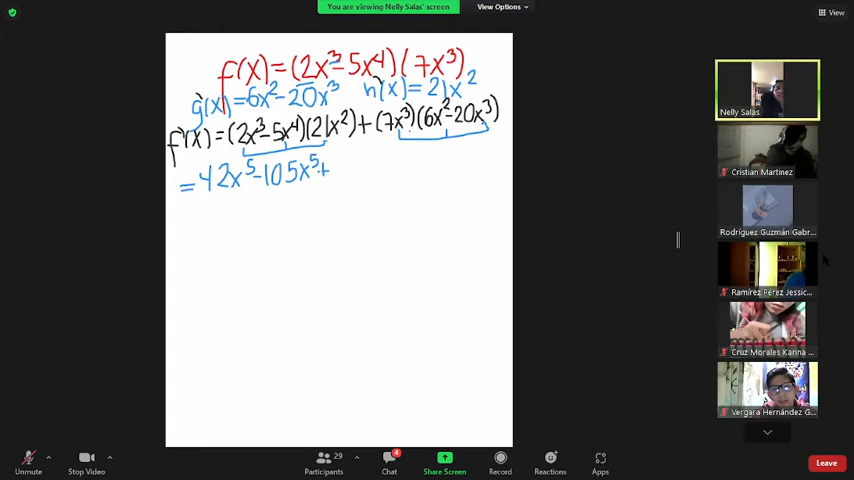 You are viewing Nelly Salas' screen
View Options
View
f(x)=(2x³-5x⁴)(7x³)
g'(x)=6x²-20x³ h'(x)=21x²
f'(x)=(2x³-5x⁴)(21x²)+(7x³)(6x²-20x³)
=42x⁵-105x⁵+
Nelly Salas
Cristian Martinez
Rodríguez Guzmán Gabr...
Ramírez Pérez Jessic...
Cruz Morales Karina
Vergara Hernández G...
Unmute
Stop Video
29
Participants
4
Chat
Share Screen
Record
Reactions
Apps
Leave